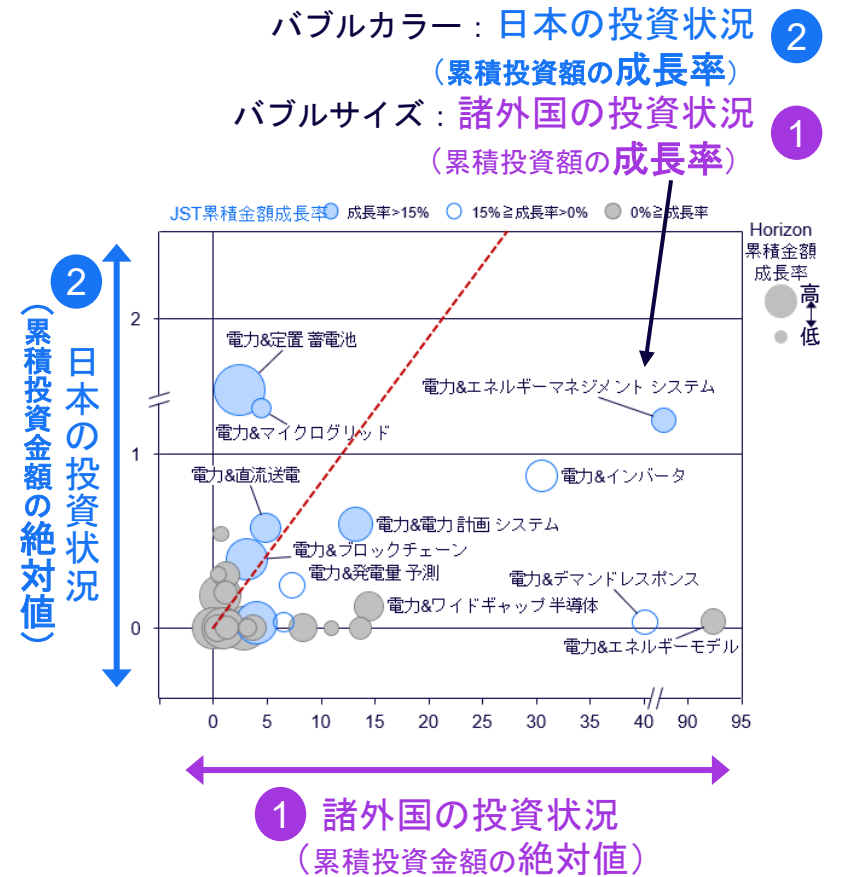 バブルカラー：日本の投資状況
（累積投資額の成長率）
2
バブルサイズ：諸外国の投資状況
（累積投資額の成長率）
1
JST累積金額成長率
成長率>15%
15%≧成長率>0%
0%≧成長率
Horizon
累積金額
成長率
高
低
2
日本の投資状況
（累積投資金額の絶対値）
2
1
0
電力&定置 蓄電池
電力&エネルギーマネジメント システム
電力&マイクログリッド
電力&直流送電
電力&インバータ
電力&電力 計画 システム
電力&ブロックチェーン
電力&発電量 予測
電力&デマンドレスポンス
電力&ワイドギャップ 半導体
電力&エネルギーモデル
0 5 10 15 20 25 30 35 40 90 95
1 諸外国の投資状況
（累積投資金額の絶対値）